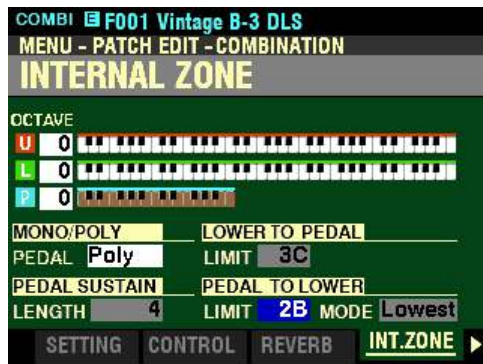 COMBI E F001 Vintage B-3 DLS
MENU - PATCH EDIT - COMBINATION
INTERNAL ZONE
OCTAVE
U 0
L 0
P 0
MONO/POLY LOWER TO PEDAL
PEDAL Poly LIMIT 3C
PEDAL SUSTAIN PEDAL TO LOWER
LENGTH 4 LIMIT 2B MODE Lowest
SETTING CONTROL REVERB INT.ZONE